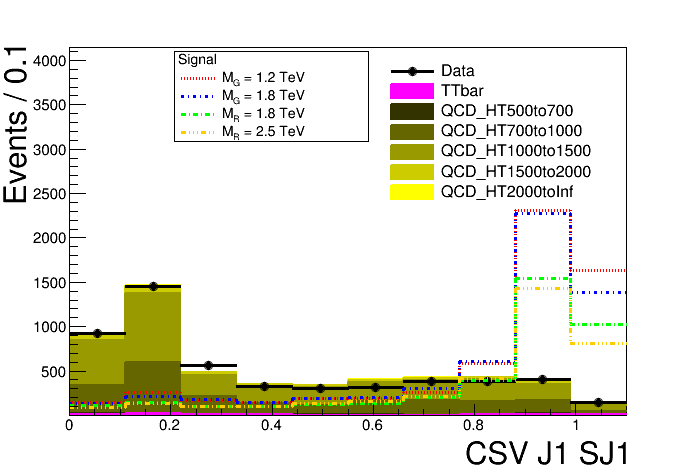 Events / 0.1
4000
3500
3000
2500
2000
1500
1000
500
Signal
M_G = 1.2 TeV
M_G = 1.8 TeV
M_R = 1.8 TeV
M_R = 2.5 TeV
Data
TTbar
QCD_HT500to700
QCD_HT700to1000
QCD_HT1000to1500
QCD_HT1500to2000
QCD_HT2000toInf
0 0.2 0.4 0.6 0.8 1
CSV J1 SJ1